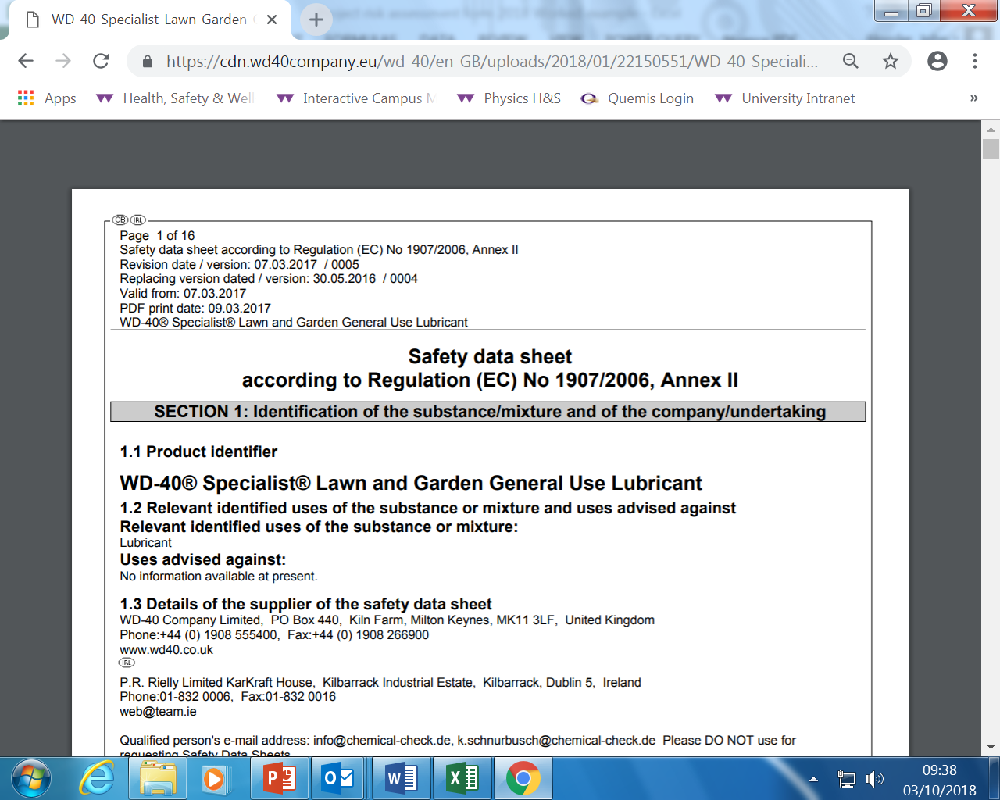 WD-40-Specialist-Lawn-Garden-
https://cdn.wd40company.eu/wd-40/en-GB/uploads/2018/01/22150551/WD-40-Speciali...
Apps
Health, Safety & Well
Interactive Campus M
Physics H&S
Quemis Login
University Intranet
»
GB IRL
Page 1 of 16
Safety data sheet according to Regulation (EC) No 1907/2006, Annex II
Revision date / version: 07.03.2017 / 0005
Replacing version dated / version: 30.05.2016 / 0004
Valid from: 07.03.2017
PDF print date: 09.03.2017
WD-40® Specialist® Lawn and Garden General Use Lubricant
Safety data sheet
according to Regulation (EC) No 1907/2006, Annex II
SECTION 1: Identification of the substance/mixture and of the company/undertaking
1.1 Product identifier
WD-40® Specialist® Lawn and Garden General Use Lubricant
1.2 Relevant identified uses of the substance or mixture and uses advised against
Relevant identified uses of the substance or mixture:
Lubricant
Uses advised against:
No information available at present.
1.3 Details of the supplier of the safety data sheet
WD-40 Company Limited, PO Box 440, Kiln Farm, Milton Keynes, MK11 3LF, United Kingdom
Phone:+44 (0) 1908 555400, Fax:+44 (0) 1908 266900
www.wd40.co.uk
IRL
P.R. Rielly Limited KarKraft House, Kilbarrack Industrial Estate, Kilbarrack, Dublin 5, Ireland
Phone:01-832 0006, Fax:01-832 0016
web@team.ie
Qualified person's e-mail address: info@chemical-check.de, k.schnurbusch@chemical-check.de Please DO NOT use for
requesting Safety Data Sheets
09:38
03/10/2018